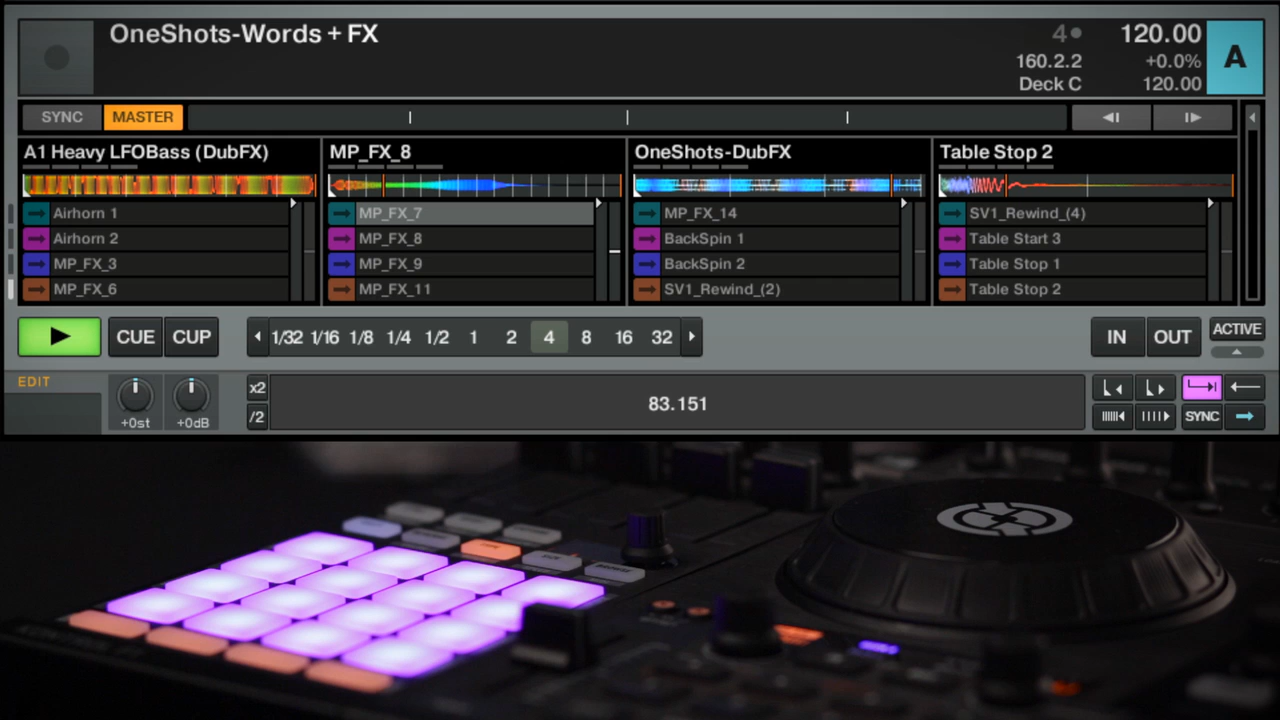 OneShots-Words + FX
4 120.00
160.2.2 +0.0%
Deck C 120.00
A
SYNC MASTER
A1 Heavy LFOBass (DubFX) MP_FX_8 OneShots-DubFX Table Stop 2
Airhorn 1 MP_FX_7 MP_FX_14 SV1_Rewind_(4)
Airhorn 2 MP_FX_8 BackSpin 1 Table Start 3
MP_FX_3 MP_FX_9 BackSpin 2 Table Stop 1
MP_FX_6 MP_FX_11 SV1_Rewind_(2) Table Stop 2
CUE CUP 1/32 1/16 1/8 1/4 1/2 1 2 4 8 16 32 IN OUT ACTIVE
EDIT
x2
83.151
/2
SYNC
+0st +0dB